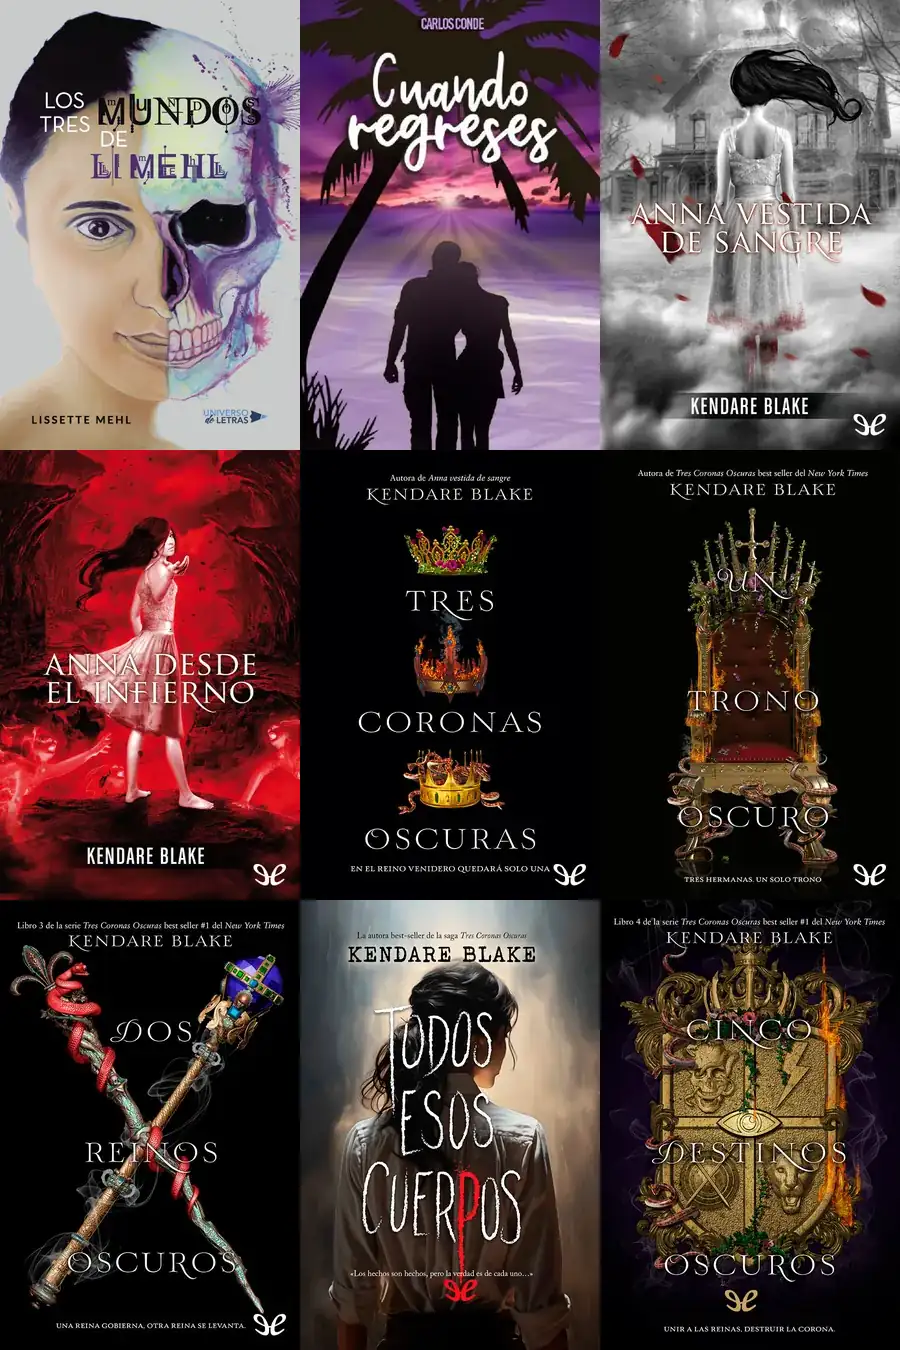 LOS
TRES
MUNDOS
DE
LI MEHL
LISSETTE MEHL
UNIVERSO
de LETRAS
CARLOS CONDE
Cuando
regreses
ANNA VESTIDA
DE SANGRE
KENDARE BLAKE
ANNA DESDE
EL INFIERNO
KENDARE BLAKE
Autora de Anna vestida de sangre
KENDARE BLAKE
TRES
CORONAS
OSCURAS
EN EL REINO VENIDERO QUEDARÁ SOLO UNA
Autora de Tres Coronas Oscuras best seller del New York Times
KENDARE BLAKE
UN
TRONO
OSCURO
TRES HERMANAS. UN SOLO TRONO
Libro 3 de la serie Tres Coronas Oscuras best seller #1 del New York Times
KENDARE BLAKE
DOS
REINOS
OSCUROS
UNA REINA GOBIERNA, OTRA REINA SE LEVANTA.
La autora best-seller de la saga Tres Coronas Oscuras
KENDARE BLAKE
TODOS
ESOS
CUERPOS
«Los hechos son hechos, pero la verdad es de cada uno...»
Libro 4 de la serie Tres Coronas Oscuras best seller #1 del New York Times
KENDARE BLAKE
CINCO
DESTINOS
OSCUROS
UNIR A LAS REINAS. DESTRUIR LA CORONA.